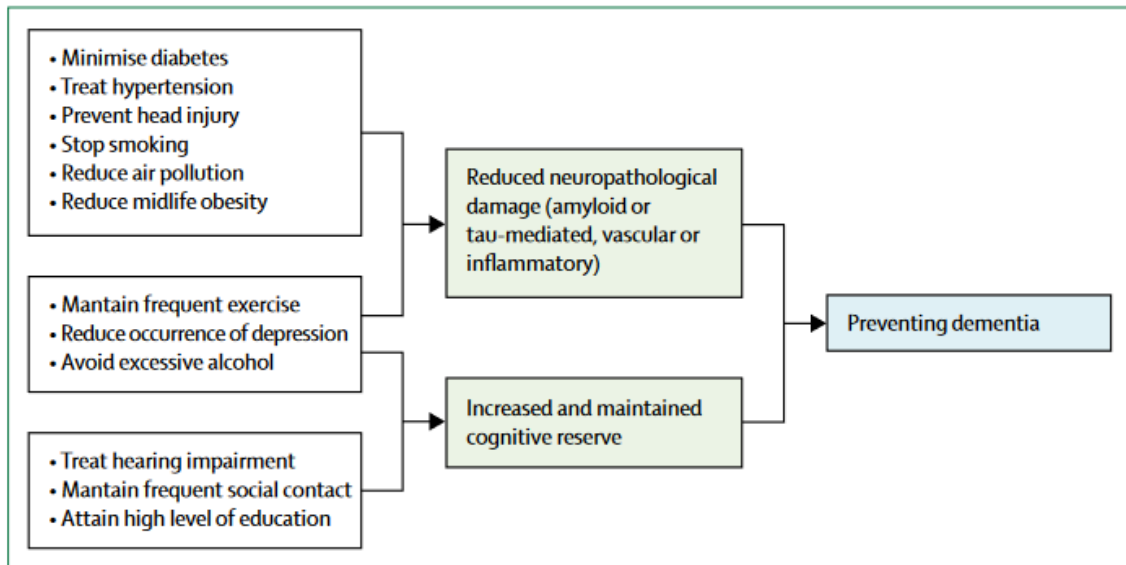 • Minimise diabetes
• Treat hypertension
• Prevent head injury
• Stop smoking
• Reduce air pollution
• Reduce midlife obesity
• Mantain frequent exercise
• Reduce occurrence of depression
• Avoid excessive alcohol
• Treat hearing impairment
• Mantain frequent social contact
• Attain high level of education
Reduced neuropathological
damage (amyloid or
tau-mediated, vascular or
inflammatory)
Increased and maintained
cognitive reserve
Preventing dementia